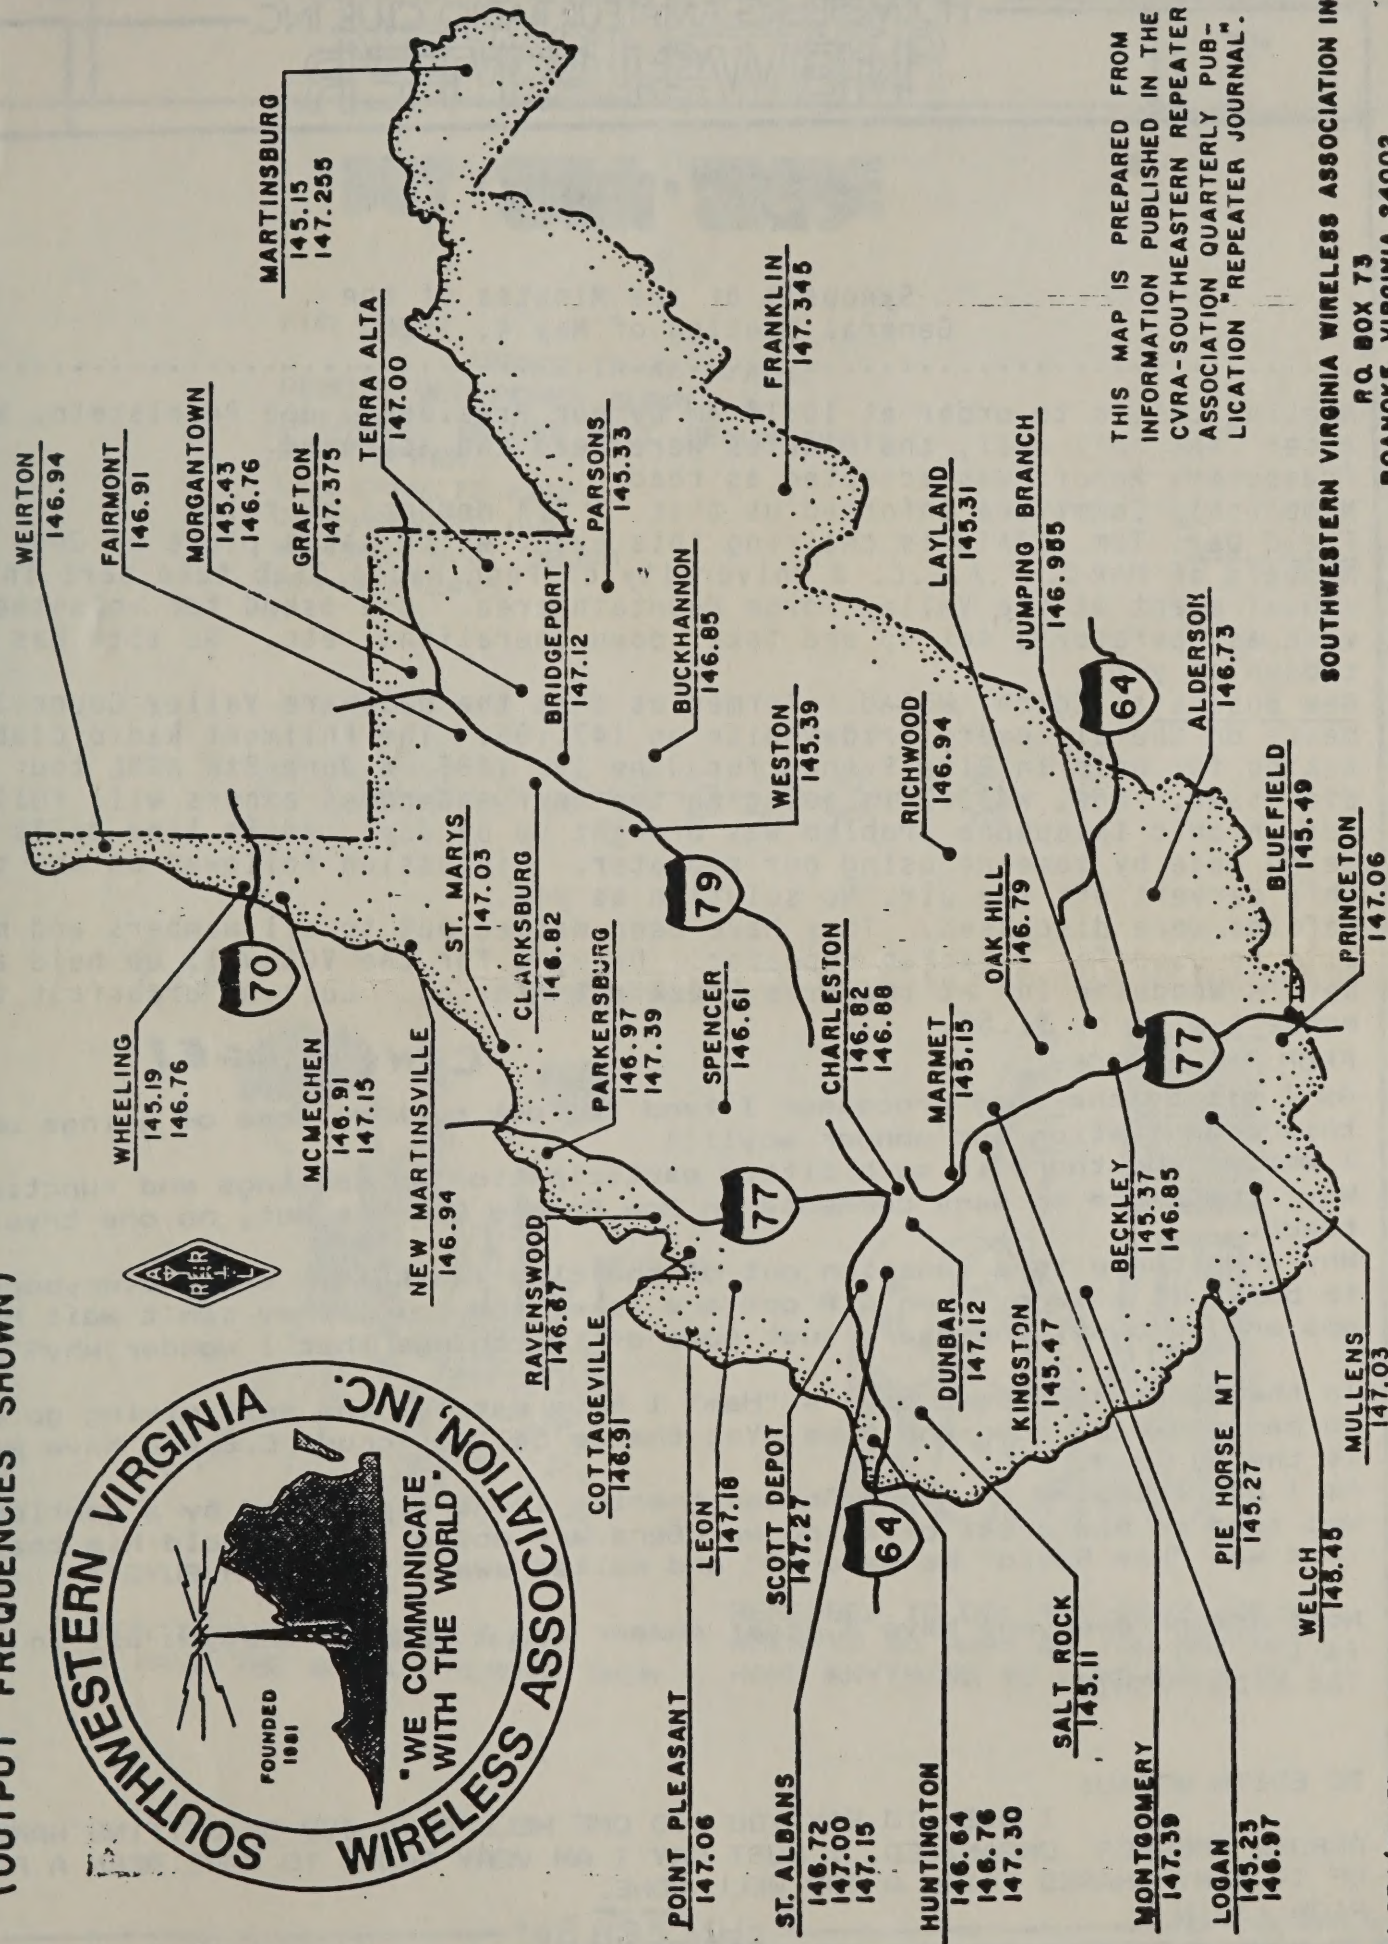 (OUTPUT FREQUENCIES SHOWN)
SOUTHWESTERN VIRGINIA
WIRELESS ASSOCIATION, INC.
FOUNDED
1981
"WE COMMUNICATE
WITH THE WORLD"
ARRL
WHEELING
145.19
146.76
MCMECHEN
146.91
147.15
NEW MARTINSVILLE
146.94
WEIRTON
146.94
FAIRMONT
146.91
MORGANTOWN
145.43
146.76
GRAFTON
147.375
TERRA ALTA
147.00
MARTINSBURG
145.15
147.255
70
ST. MARYS
147.03
CLARKSBURG
146.82
PARKERSBURG
146.97
147.39
BRIDGEPORT
147.12
PARSONS
145.33
BUCKHANNON
146.85
SPENCER
146.61
79
WESTON
145.39
FRANKLIN
147.345
RAVENSWOOD
146.67
COTTAGEVILLE
146.91
77
CHARLESTON
146.82
146.88
RICHWOOD
146.94
LAYLAND
145.31
LEON
147.18
POINT PLEASANT
147.06
SCOTT DEPOT
147.27
MARMET
145.15
OAK HILL
146.79
JUMPING BRANCH
146.985
ST. ALBANS
146.72
147.00
147.15
64
DUNBAR
147.12
64
ALDERSON
146.73
HUNTINGTON
146.64
146.76
147.30
KINGSTON
145.47
BECKLEY
145.37
146.85
77
SALT ROCK
145.11
BLUEFIELD
145.49
MONTGOMERY
147.39
PRINCETON
147.06
LOGAN
145.23
146.97
PIE HORSE MT
145.27
WELCH
145.45
MULLENS
147.03
THIS MAP IS PREPARED FROM
INFORMATION PUBLISHED IN THE
CVRA-SOUTHEASTERN REPEATER
ASSOCIATION QUARTERLY PUB-
LICATION "REPEATER JOURNAL".
SOUTHWESTERN VIRGINIA WIRELESS ASSOCIATION IN
P.O. BOX 73
ROANOKE, VIRGINIA 24002